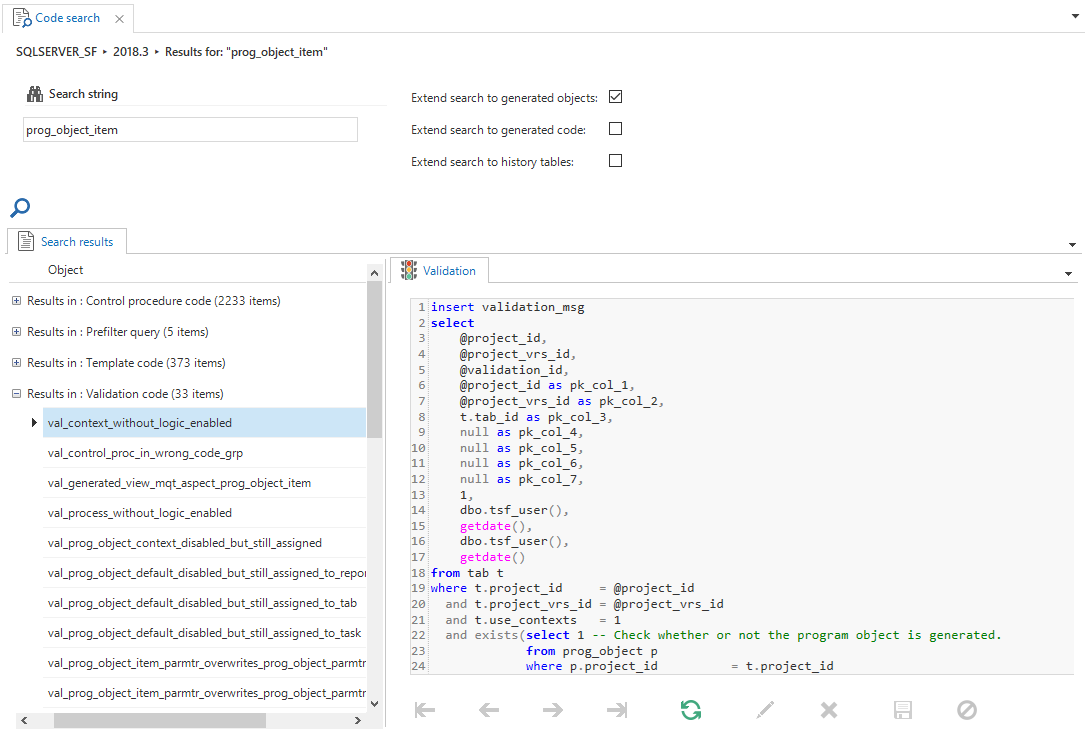 Code search
SQLSERVER_SF ▸ 2018.3 ▸ Results for: "prog_object_item"
Search string
prog_object_item
Extend search to generated objects:
Extend search to generated code:
Extend search to history tables:
Search results
Object
Results in : Control procedure code (2233 items)
Results in : Prefilter query (5 items)
Results in : Template code (373 items)
Results in : Validation code (33 items)
val_context_without_logic_enabled
val_control_proc_in_wrong_code_grp
val_generated_view_mqt_aspect_prog_object_item
val_process_without_logic_enabled
val_prog_object_context_disabled_but_still_assigned
val_prog_object_default_disabled_but_still_assigned_to_repor
val_prog_object_default_disabled_but_still_assigned_to_tab
val_prog_object_default_disabled_but_still_assigned_to_task
val_prog_object_item_parmtr_overwrites_prog_object_parmtr
val_prog_object_item_parmtr_overwrites_prog_object_parmtr
Validation
1 insert validation_msg
2 select
3     @project_id,
4     @project_vrs_id,
5     @validation_id,
6     @project_id as pk_col_1,
7     @project_vrs_id as pk_col_2,
8     t.tab_id as pk_col_3,
9     null as pk_col_4,
10     null as pk_col_5,
11     null as pk_col_6,
12     null as pk_col_7,
13     1,
14     dbo.tsf_user(),
15     getdate(),
16     dbo.tsf_user(),
17     getdate()
18 from tab t
19 where t.project_id     = @project_id
20   and t.project_vrs_id = @project_vrs_id
21   and t.use_contexts   = 1
22   and exists(select 1 -- Check whether or not the program object is generated.
23              from prog_object p
24              where p.project_id          = t.project_id